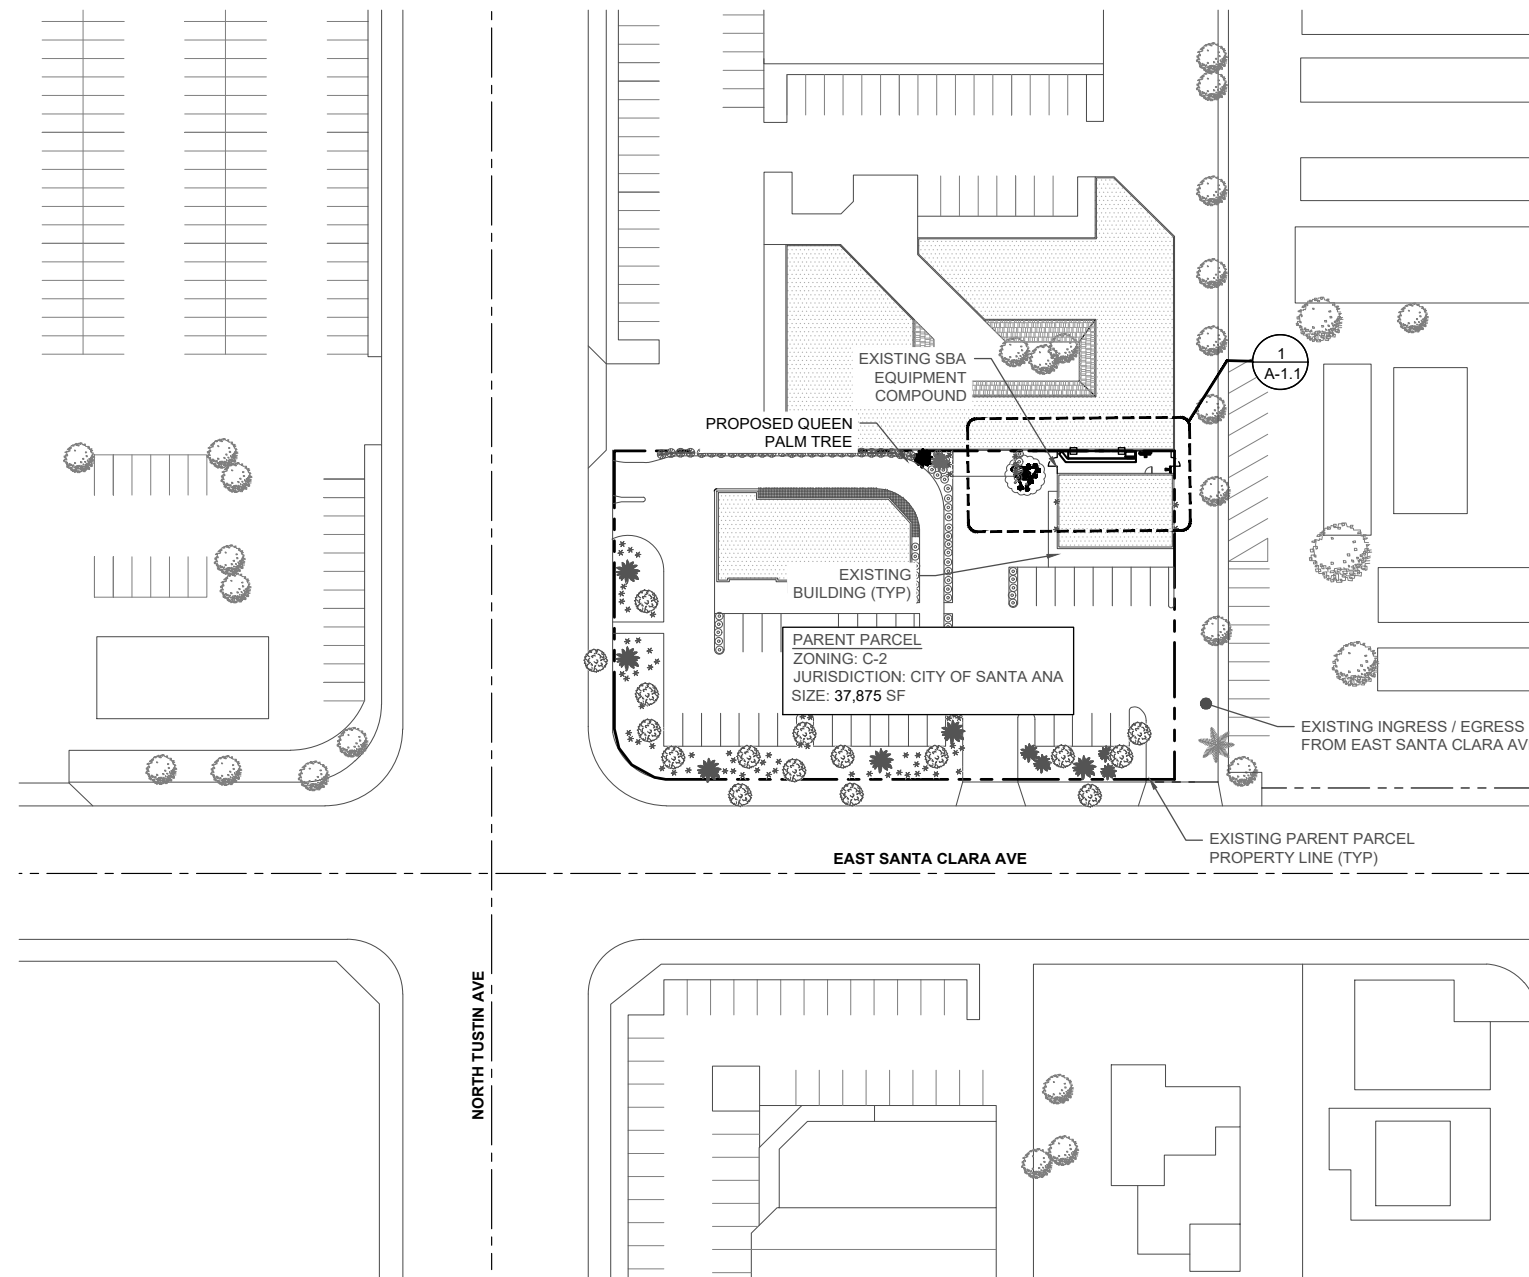 1
A-1.1
EXISTING SBA
EQUIPMENT
COMPOUND
PROPOSED QUEEN
PALM TREE
EXISTING
BUILDING (TYP)
PARENT PARCEL
ZONING: C-2
JURISDICTION: CITY OF SANTA ANA
SIZE: 37,875 SF
EXISTING INGRESS / EGRESS
FROM EAST SANTA CLARA
EXISTING PARENT PARCEL
PROPERTY LINE (TYP)
EAST SANTA CLARA AVE
NORTH TUSTIN AVE